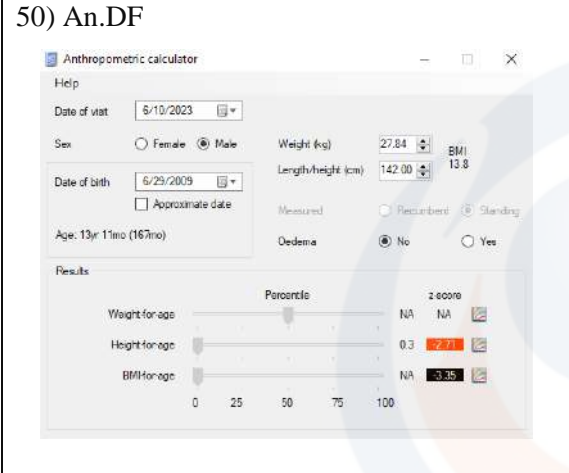 50) An.DF
Anthropometric calculator
Help
Date of visit 6/10/2023
Sex Female Male Weight (kg) 27.84 BMI
Length/height (cm) 142.00 13.8
Date of birth 6/29/2009
Approximate date Measured Recumbent Standing
Age: 13yr 11mo (167mo) Oedema No Yes
Results
Percentile z-score
Weight-for-age NA NA
Height-for-age 0.3 -2.71
BMI-for-age NA -3.35
0 25 50 75 100